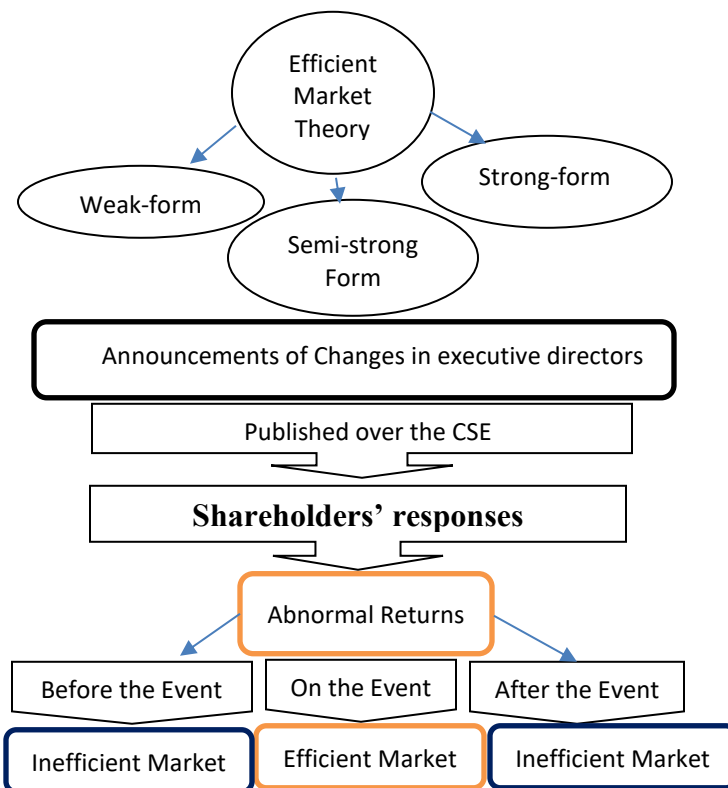 Efficient
Market
Theory
Weak-form
Strong-form
Semi-strong
Form
Announcements of Changes in executive directors
Published over the CSE
Shareholders’ responses
Abnormal Returns
Before the Event
On the Event
After the Event
Inefficient Market
Efficient Market
Inefficient Market